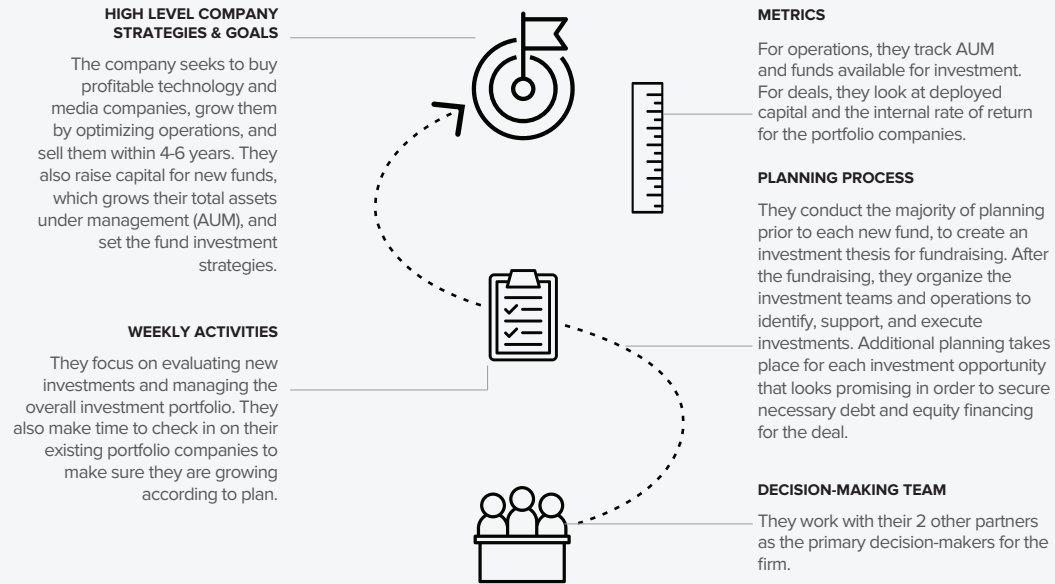 HIGH LEVEL COMPANY
STRATEGIES & GOALS
The company seeks to buy
profitable technology and
media companies, grow them
by optimizing operations, and
sell them within 4-6 years. They
also raise capital for new funds,
which grows their total assets
under management (AUM), and
set the fund investment
strategies.
WEEKLY ACTIVITIES
They focus on evaluating new
investments and managing the
overall investment portfolio. They
also make time to check in on their
existing portfolio companies to
make sure they are growing
according to plan.
METRICS
For operations, they track AUM
and funds available for investment.
For deals, they look at deployed
capital and the internal rate of return
for the portfolio companies.
PLANNING PROCESS
They conduct the majority of planning
prior to each new fund, to create an
investment thesis for fundraising. After
the fundraising, they organize the
investment teams and operations to
identify, support, and execute
investments. Additional planning takes
place for each investment opportunity
that looks promising in order to secure
necessary debt and equity financing
for the deal.
DECISION-MAKING TEAM
They work with their 2 other partners
as the primary decision-makers for the
firm.